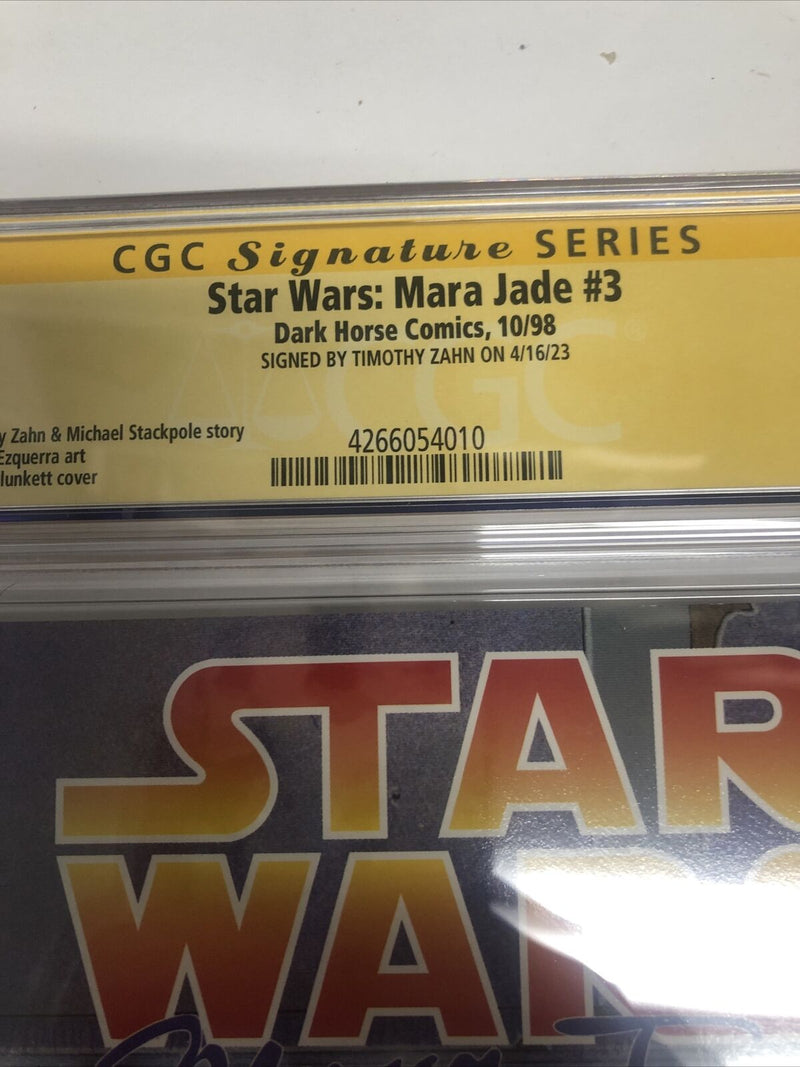 CGC Signature SERIES
Star Wars: Mara Jade #3
Dark Horse Comics, 10/98
SIGNED BY TIMOTHY ZAHN ON 4/16/23
CGC
y Zahn & Michael Stackpole story
Ezquerra art
lunkett cover
4266054010
STAR
WARS